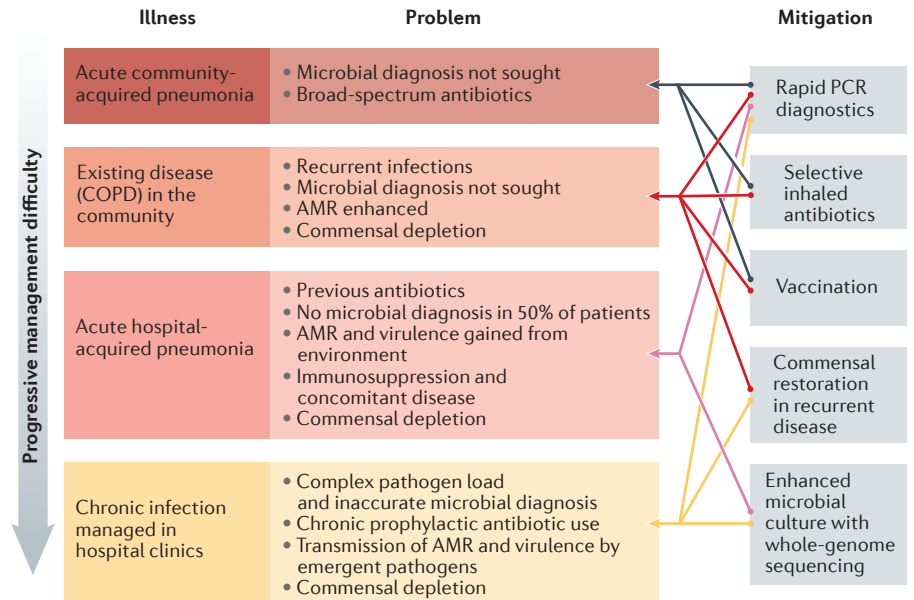 Illness
Problem
Mitigation
Progressive management difficulty
Acute community-
acquired pneumonia
• Microbial diagnosis not sought
• Broad-spectrum antibiotics
Existing disease
(COPD) in the
community
• Recurrent infections
• Microbial diagnosis not sought
• AMR enhanced
• Commensal depletion
Acute hospital-
acquired pneumonia
• Previous antibiotics
• No microbial diagnosis in 50% of patients
• AMR and virulence gained from
environment
• Immunosuppression and
concomitant disease
• Commensal depletion
Chronic infection
managed in
hospital clinics
• Complex pathogen load
and inaccurate microbial diagnosis
• Chronic prophylactic antibiotic use
• Transmission of AMR and virulence by
emergent pathogens
• Commensal depletion
Rapid PCR
diagnostics
Selective
inhaled
antibiotics
Vaccination
Commensal
restoration
in recurrent
disease
Enhanced
microbial
culture with
whole-genome
sequencing